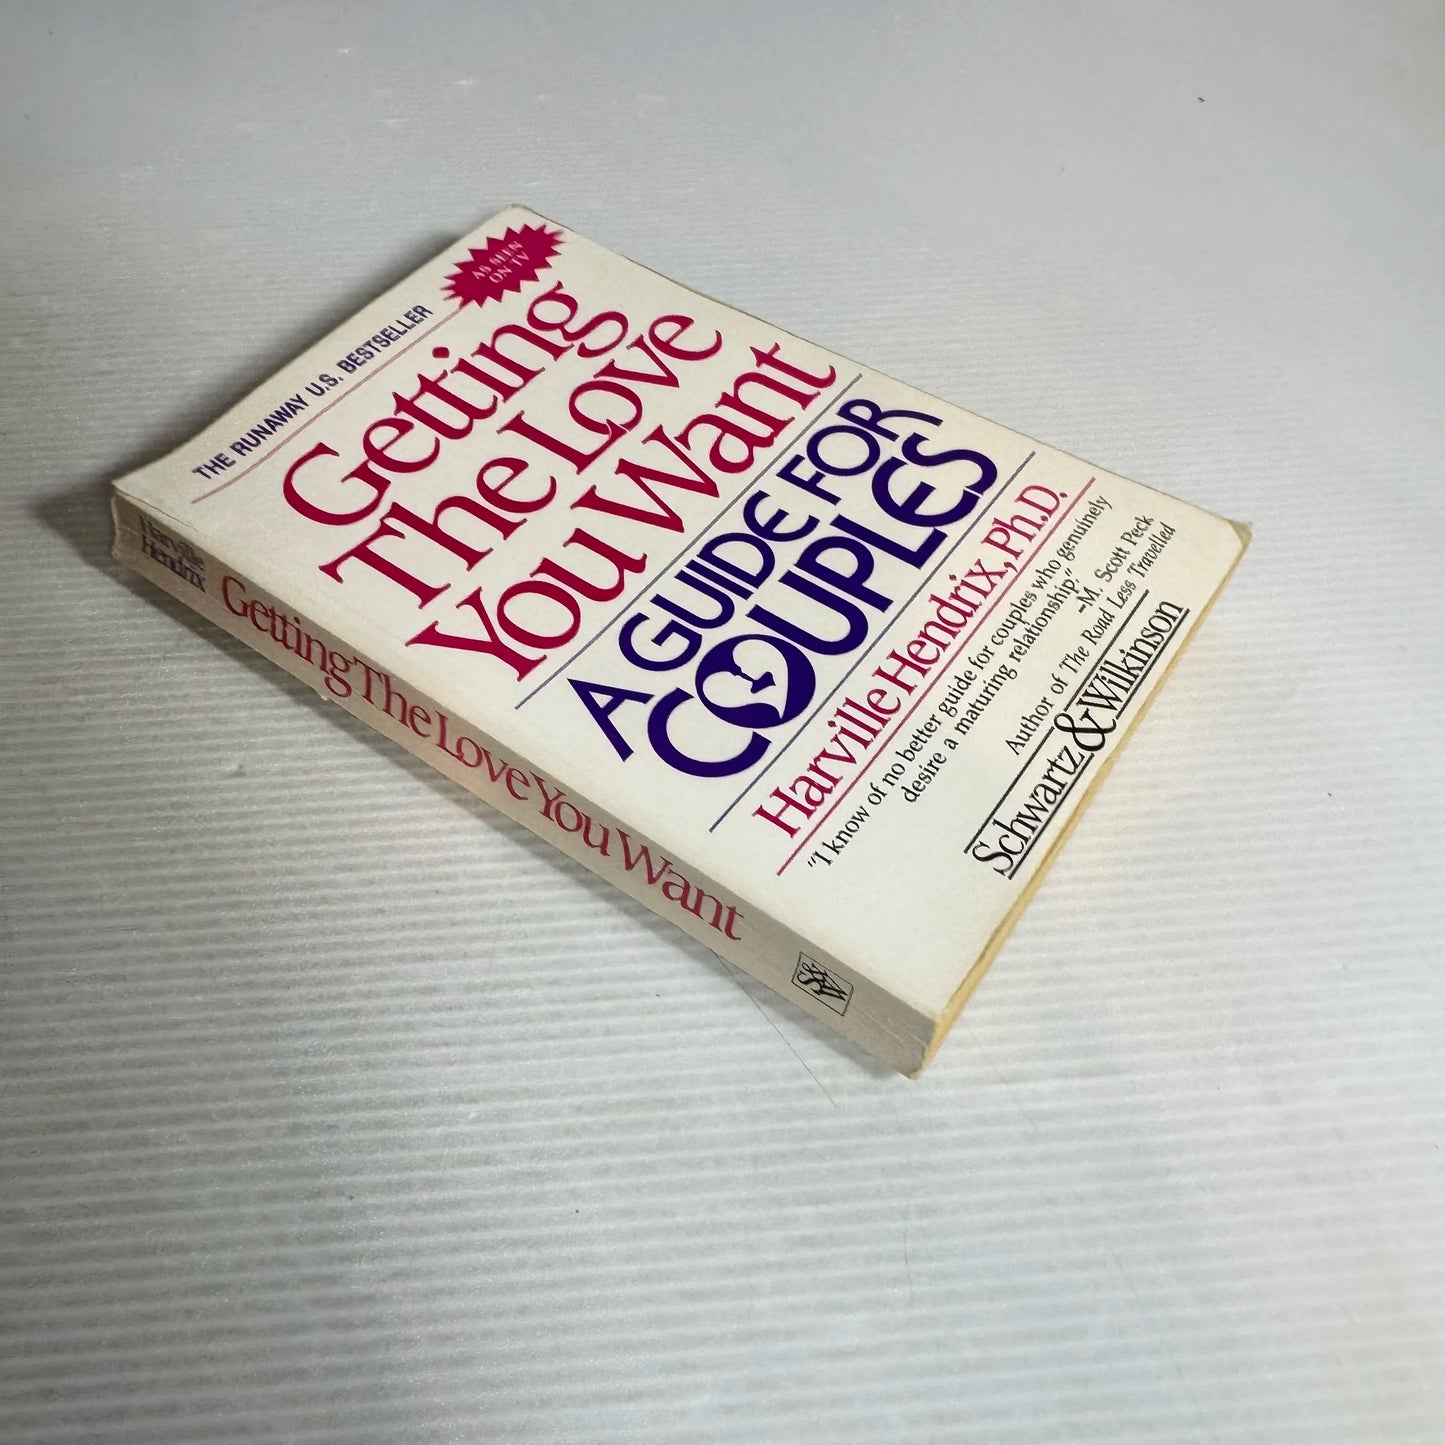 THE RUNAWAY U.S. BESTSELLER
AS SEEN
ON TV
Getting
The Love
You Want
A GUIDE FOR
COUPLES
Harville Hendrix, Ph.D.
"I know of no better guide for couples who genuinely
desire a maturing relationship."
–M. Scott Peck
Author of The Road Less Travelled
Schwartz & Wilkinson
Harville
Hendrix
Getting The Love You Want
S&
W